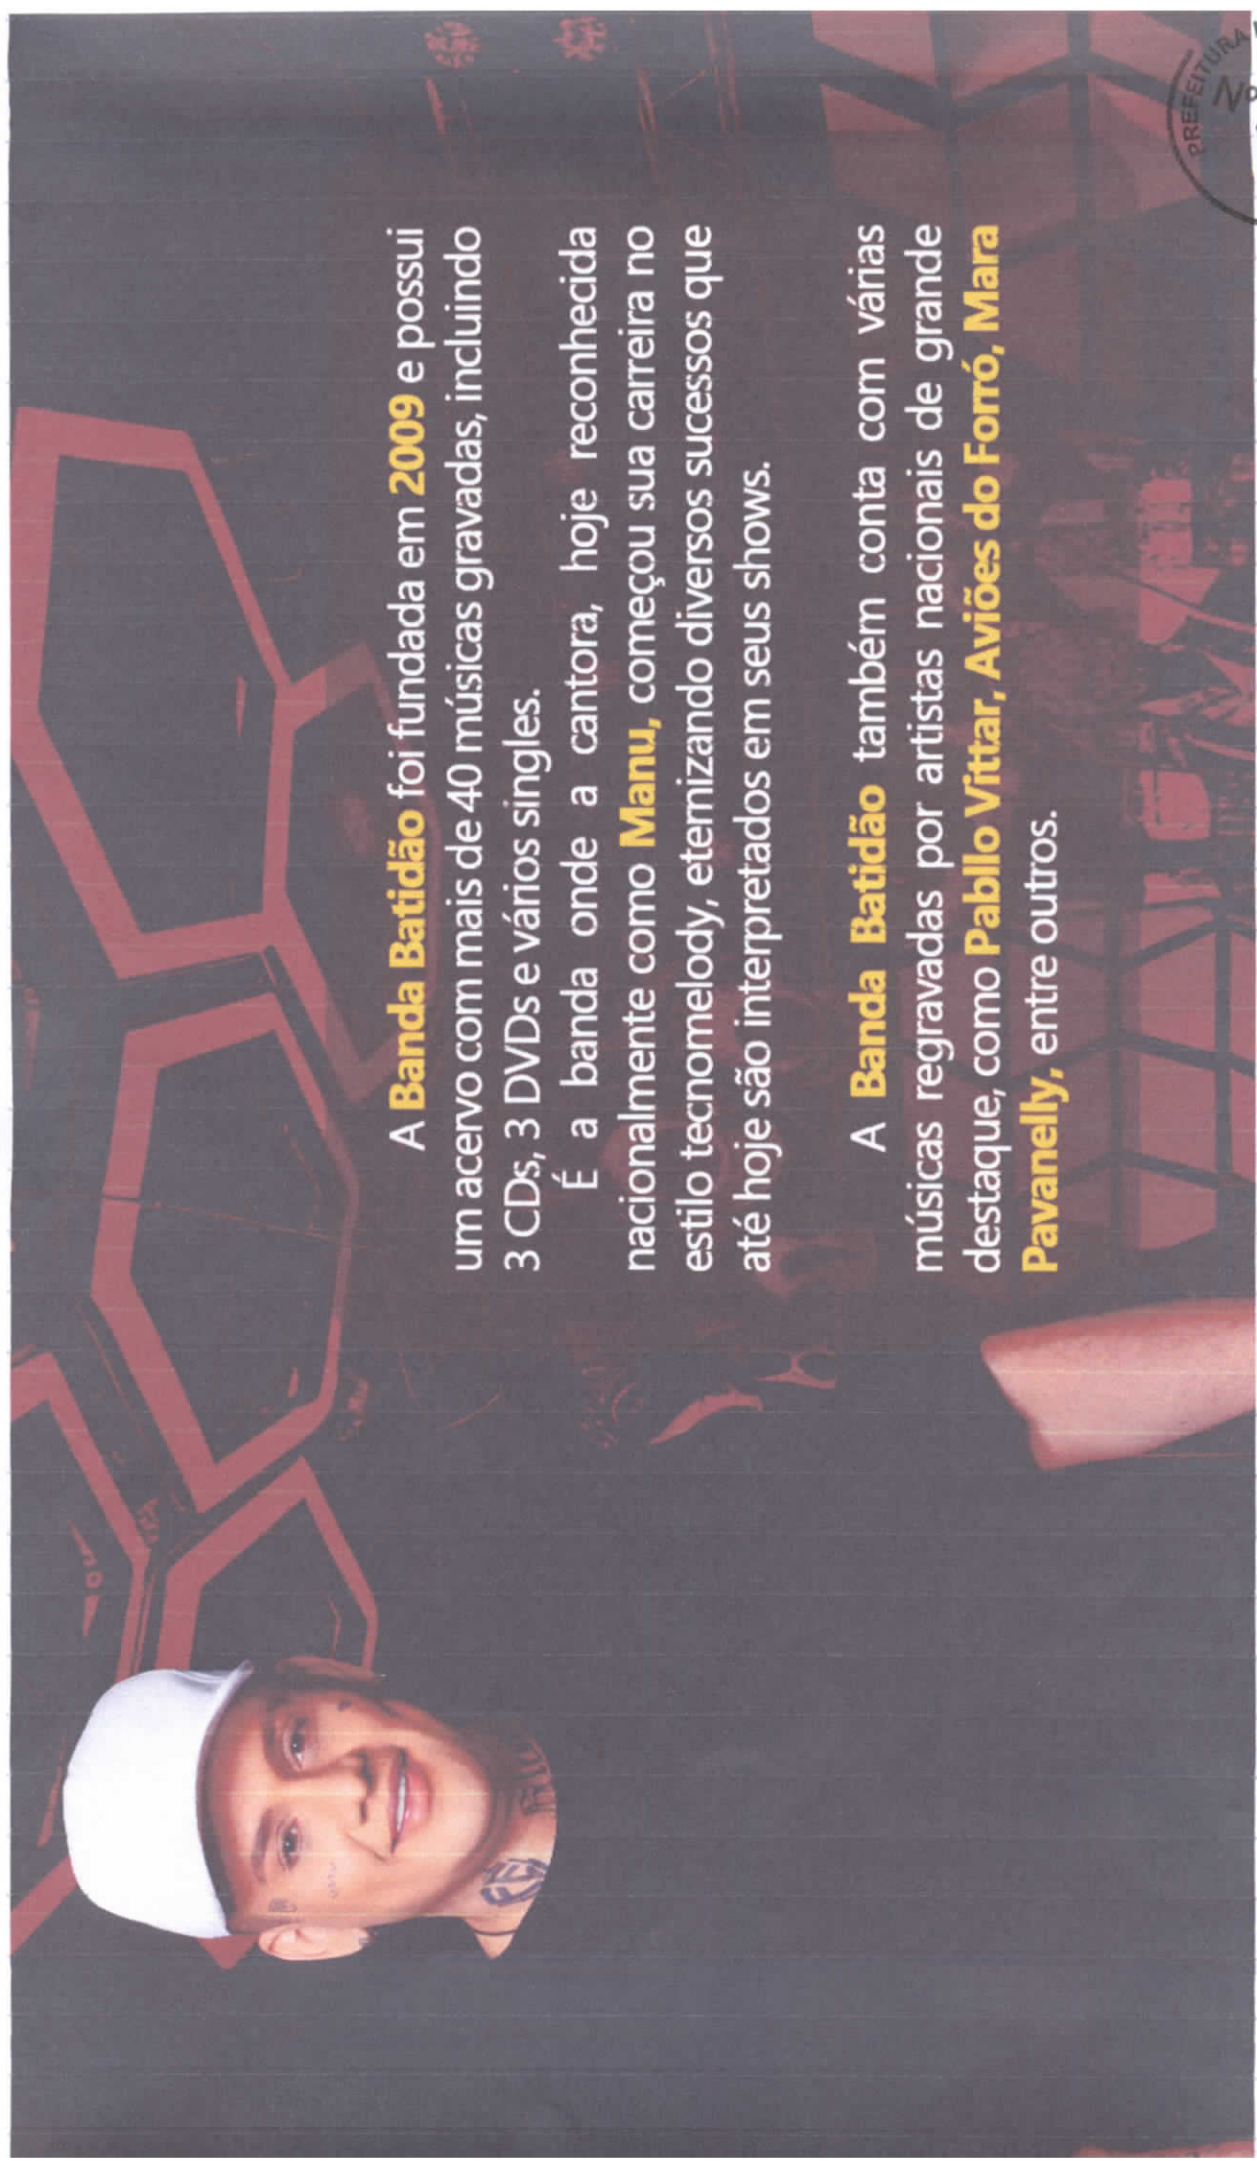 A Banda Batidão foi fundada em 2009 e possui
um acervo com mais de 40 músicas gravadas, incluindo
3 CDs, 3 DVDs e vários singles.
É a banda onde a cantora, hoje reconhecida
nacionalmente como Manu, começou sua carreira no
estilo tecnomelody, eternizando diversos sucessos que
até hoje são interpretados em seus shows.
A Banda Batidão também conta com várias
músicas regravadas por artistas nacionais de grande
destaque, como Pabllo Vittar, Aviões do Forró, Mara
Pavanelly, entre outros.
PREFEITURA